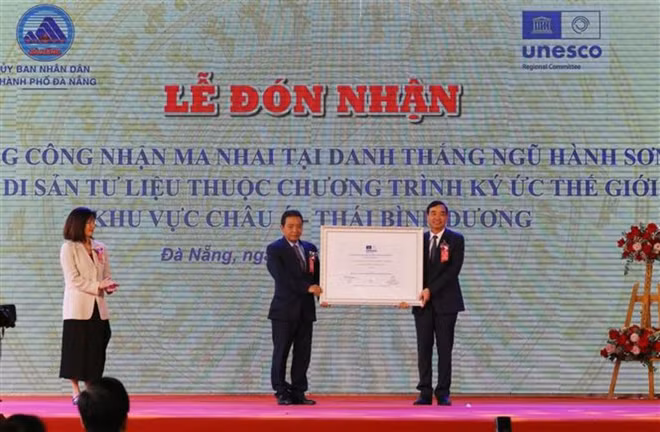 ỦY BAN NHÂN DÂN
THÀNH PHỐ ĐÀ NẴNG
unesco
Regional Committee
LỄ ĐÓN NHẬN
G CÔNG NHẬN MA NHAI TẠI DANH THẮNG NGŨ HÀNH SƠN
DI SẢN TƯ LIỆU THUỘC CHƯƠNG TRÌNH KÝ ỨC THẾ GIỚI
KHU VỰC CHÂU Á THÁI BÌNH DƯƠNG
Đà Nẵng, ng